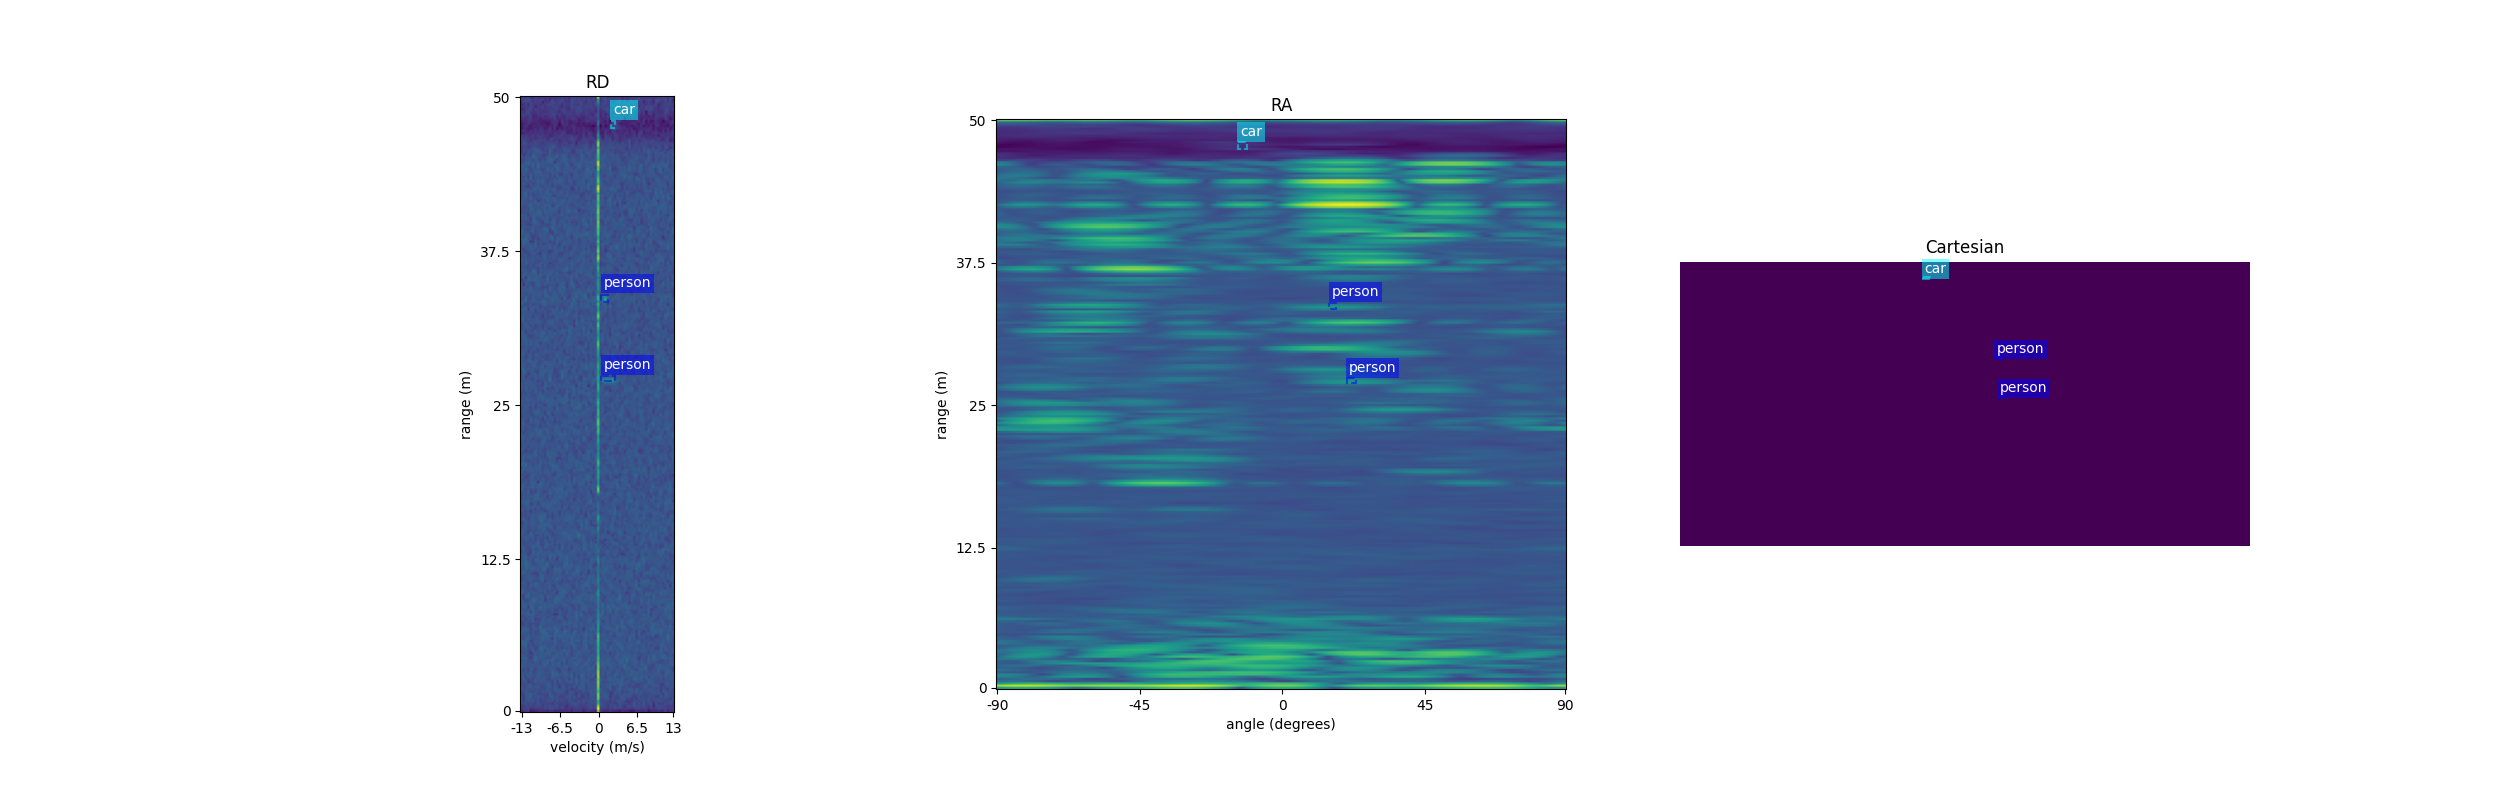 RD
50
37.5
25
12.5
0
range (m)
car
person
person
-13 -6.5 0 6.5 13
velocity (m/s)
RA
50
37.5
25
12.5
0
range (m)
car
person
person
-90 -45 0 45 90
angle (degrees)
Cartesian
car
person
person